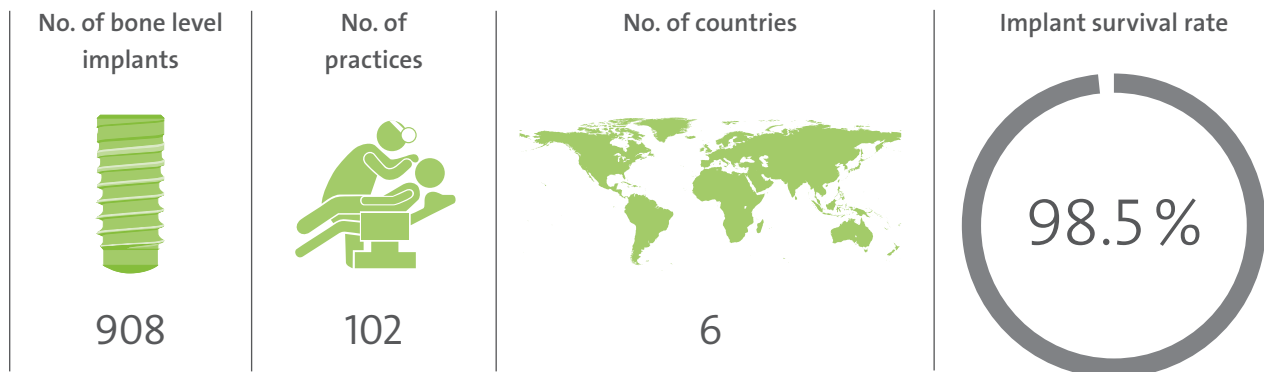 No. of bone level
implants
908
No. of
practices
102
No. of countries
6
Implant survival rate
98.5 %